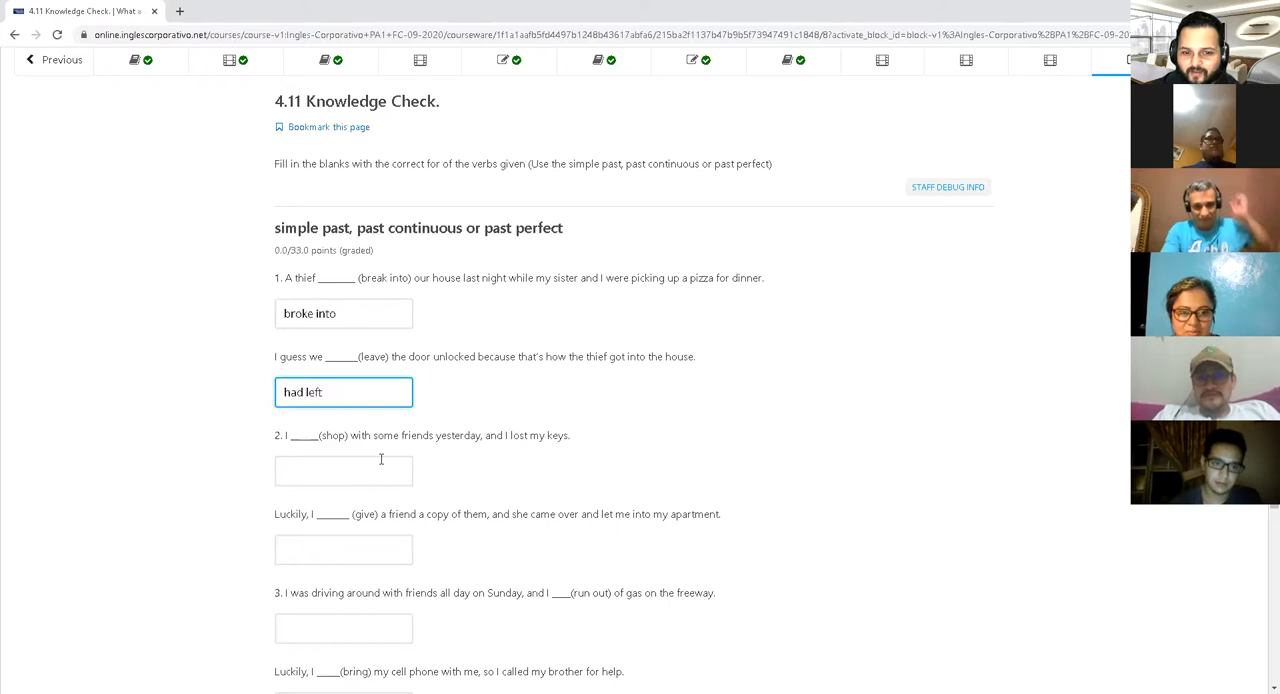 4.11 Knowledge Check. | What a
online.inglescorporativo.net/courses/course-v1:Ingles-Corporativo+PA1+FC-09-2020/courseware/1f1a1aafb5fd4497b1248b43617abfa6/215ba2f1137b47b9b5f73947491c1848/8?activate_block_id=block-v1%3AIngles-Corporativo%2BPA1%2BFC-09-20
Previous
4.11 Knowledge Check.
Bookmark this page
Fill in the blanks with the correct for of the verbs given (Use the simple past, past continuous or past perfect)
STAFF DEBUG INFO
simple past, past continuous or past perfect
0.0/33.0 points (graded)
1. A thief ________ (break into) our house last night while my sister and I were picking up a pizza for dinner.
broke into
I guess we _______(leave) the door unlocked because that's how the thief got into the house.
had left
2. I ______(shop) with some friends yesterday, and I lost my keys.
Luckily, I _______ (give) a friend a copy of them, and she came over and let me into my apartment.
3. I was driving around with friends all day on Sunday, and I ____(run out) of gas on the freeway.
Luckily, I _____(bring) my cell phone with me, so I called my brother for help.